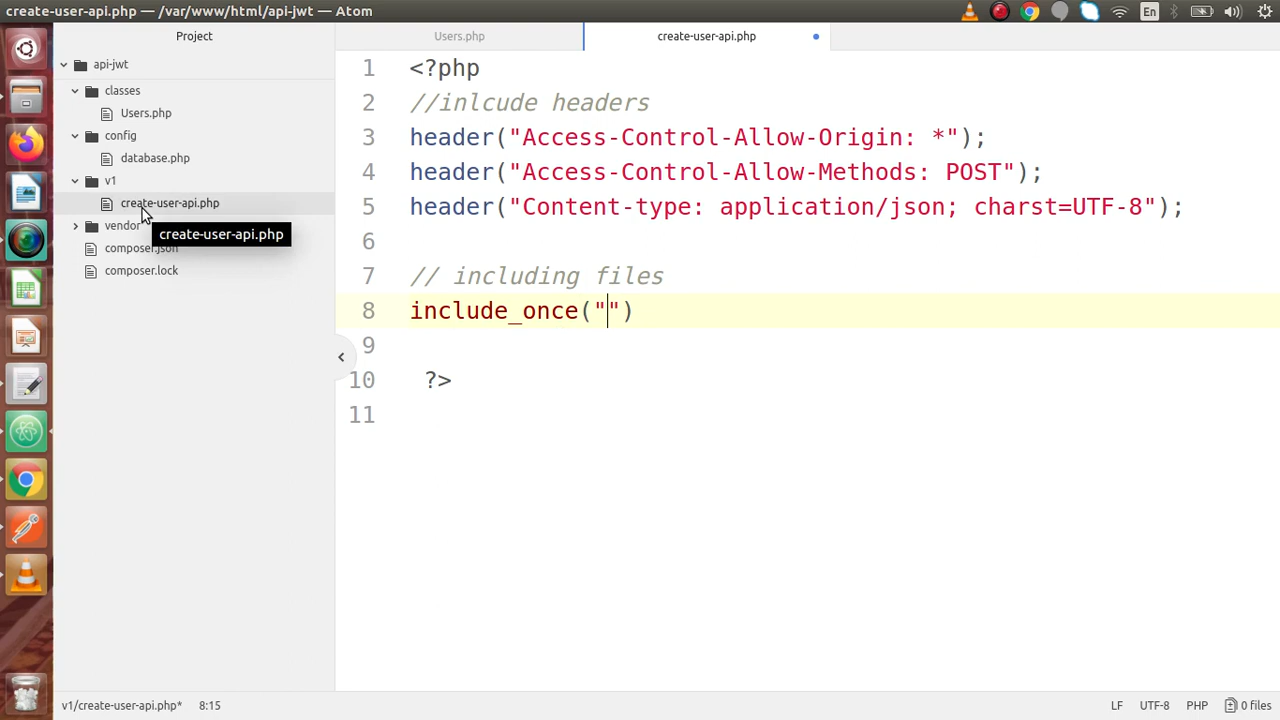 create-user-api.php — /var/www/html/api-jwt — Atom
En
Project
Users.php
create-user-api.php
api-jwt
classes
Users.php
config
database.php
v1
create-user-api.php
vendor
create-user-api.php
composer.json
composer.lock
1 <?php
2 //inlcude headers
3 header("Access-Control-Allow-Origin: *");
4 header("Access-Control-Allow-Methods: POST");
5 header("Content-type: application/json; charst=UTF-8");
6
7 // including files
8 include_once("")
9
10 ?>
11
v1/create-user-api.php* 8:15
LF UTF-8 PHP 0 files